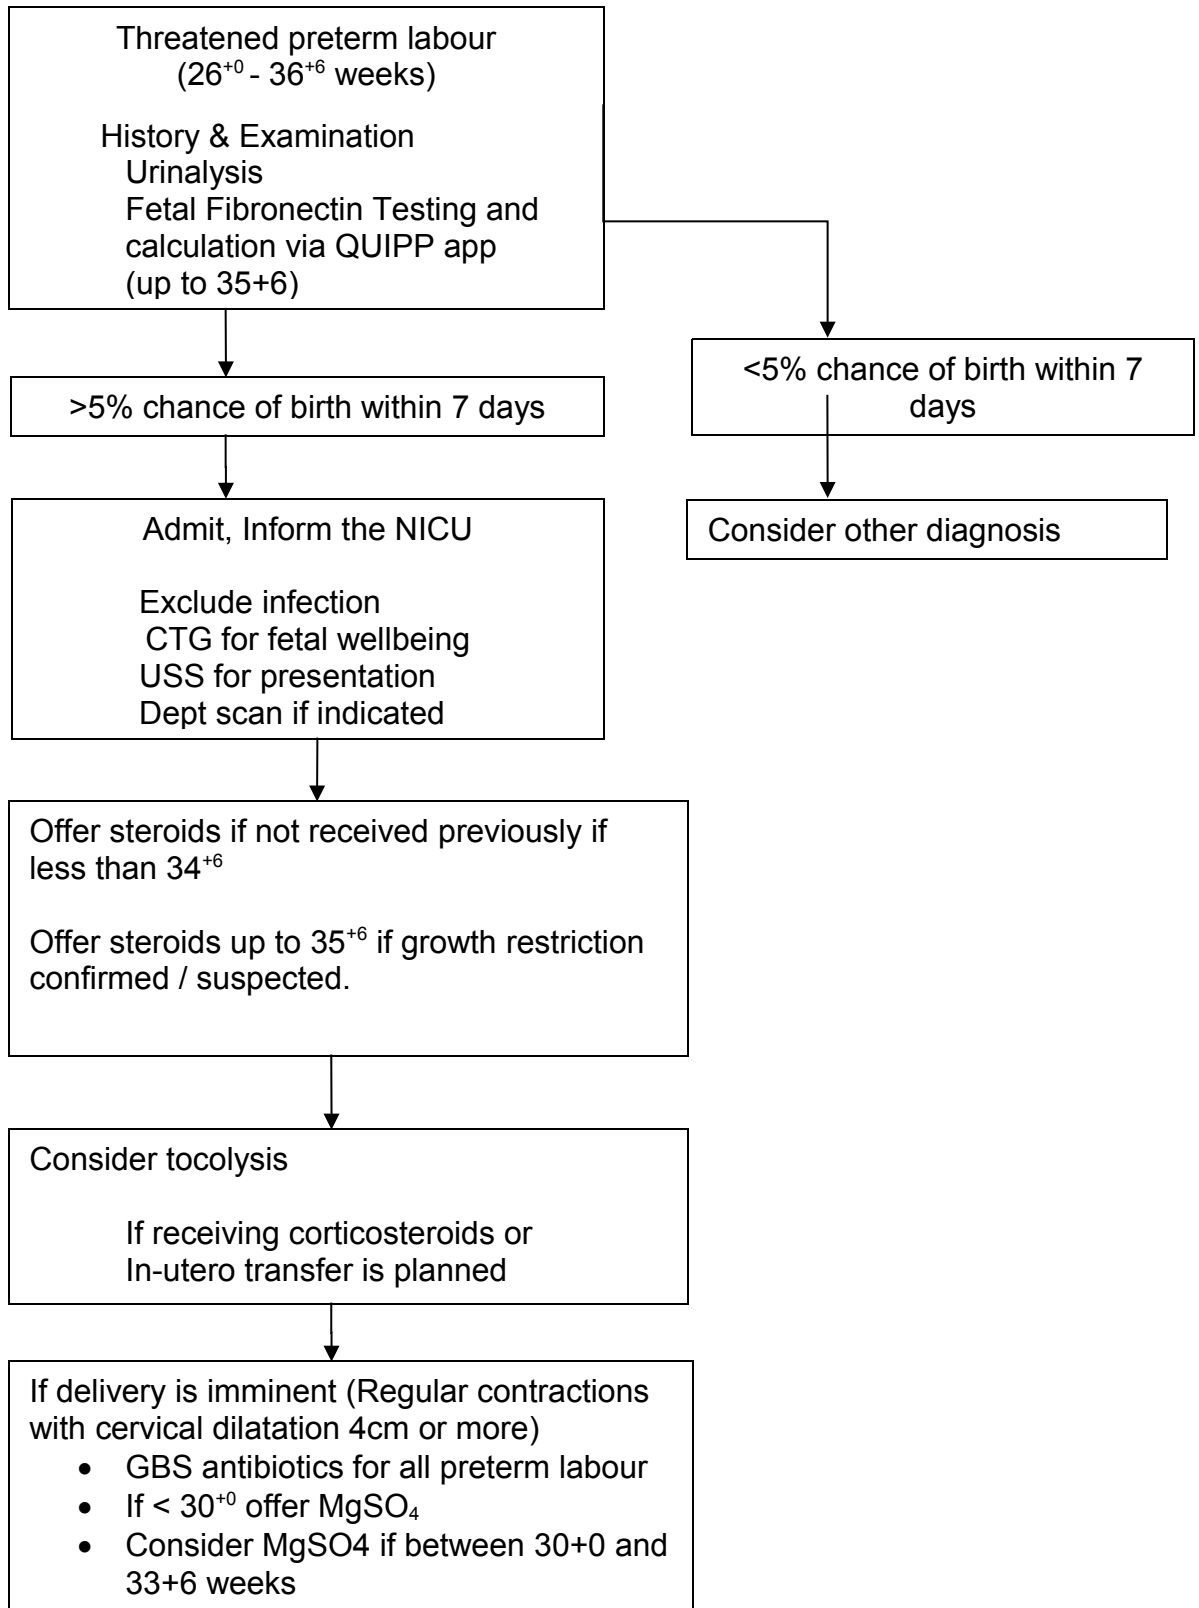 Threatened preterm labour
(26⁺⁰ - 36⁺⁶ weeks)
History & Examination
Urinalysis
Fetal Fibronectin Testing and
calculation via QUIPP app
(up to 35+6)
>5% chance of birth within 7 days
<5% chance of birth within 7
days
Admit, Inform the NICU
Exclude infection
CTG for fetal wellbeing
USS for presentation
Dept scan if indicated
Consider other diagnosis
Offer steroids if not received previously if
less than 34⁺⁶
Offer steroids up to 35⁺⁶ if growth restriction
confirmed / suspected.
Consider tocolysis
If receiving corticosteroids or
In-utero transfer is planned
If delivery is imminent (Regular contractions
with cervical dilatation 4cm or more)
• GBS antibiotics for all preterm labour
• If < 30⁺⁰ offer MgSO₄
• Consider MgSO4 if between 30+0 and
33+6 weeks